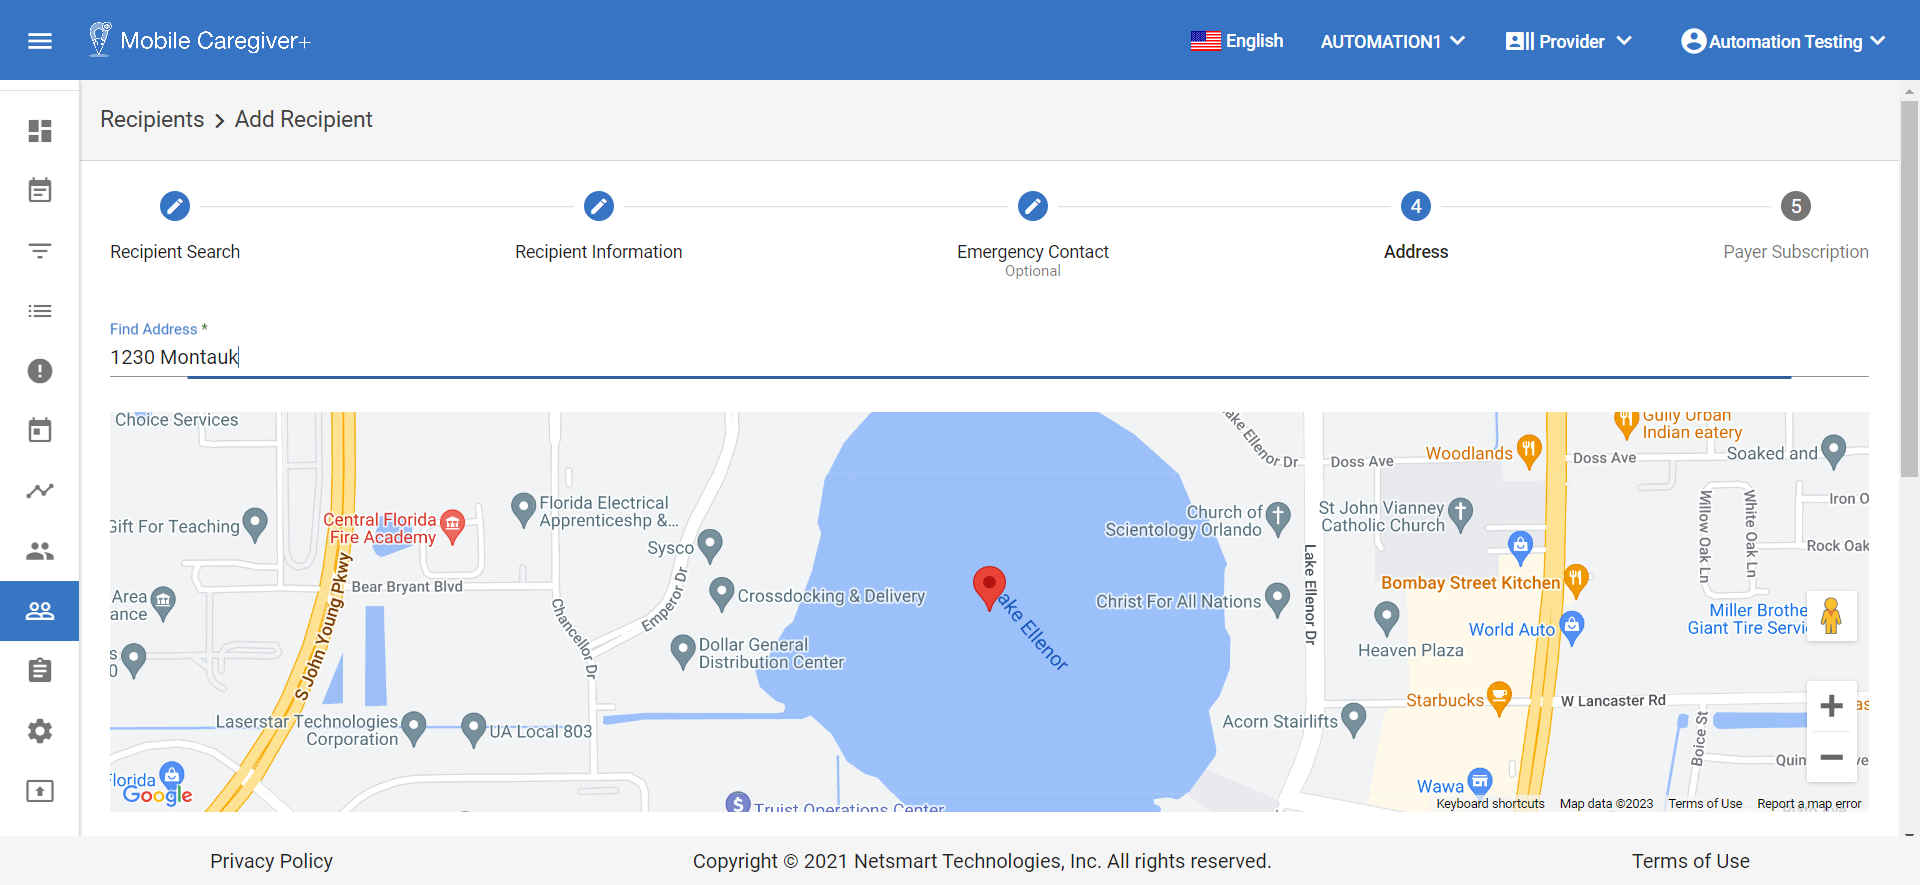 Mobile Caregiver+
English
AUTOMATION1
Provider
Automation Testing
Recipients > Add Recipient
4
5
Recipient Search
Recipient Information
Emergency Contact
Optional
Address
Payer Subscription
Find Address *
1230 Montauk
Choice Services
Gift For Teaching
Central Florida
Fire Academy
Florida Electrical
Apprenticeshp &...
Sysco
Bear Bryant Blvd
Area
ance
S John Young Pkwy
Chancellor Dr
Emperor Dr
Crossdocking & Delivery
Dollar General
Distribution Center
Laserstar Technologies
Corporation
UA Local 803
Florida
Google
Truist Operations Center
Lake Ellenor
Lake Ellenor Dr
Doss Ave
Woodlands
Gully Urban
Indian eatery
Doss Ave
Soaked and
Church of
Scientology Orlando
St John Vianney
Catholic Church
Willow Oak Ln
White Oak Ln
Iron O
Rock Oak
Lake Ellenor Dr
Christ For All Nations
Bombay Street Kitchen
World Auto
Heaven Plaza
Miller Brothe
Giant Tire Servi
Starbucks
W Lancaster Rd
Acorn Stairlifts
Boice St
Quin
ve
as
Wawa
Keyboard shortcuts
Map data ©2023
Terms of Use
Report a map error
Privacy Policy
Copyright © 2021 Netsmart Technologies, Inc. All rights reserved.
Terms of Use